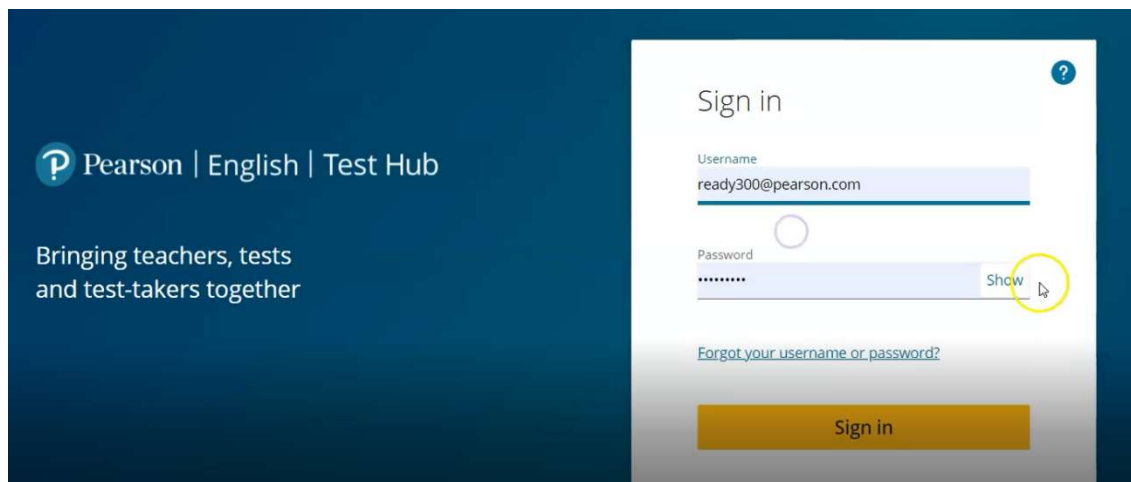 Pearson | English | Test Hub
Bringing teachers, tests
and test-takers together
?
Sign in
Username
ready300@pearson.com
Password
•••••••••
Show
Forgot your username or password?
Sign in